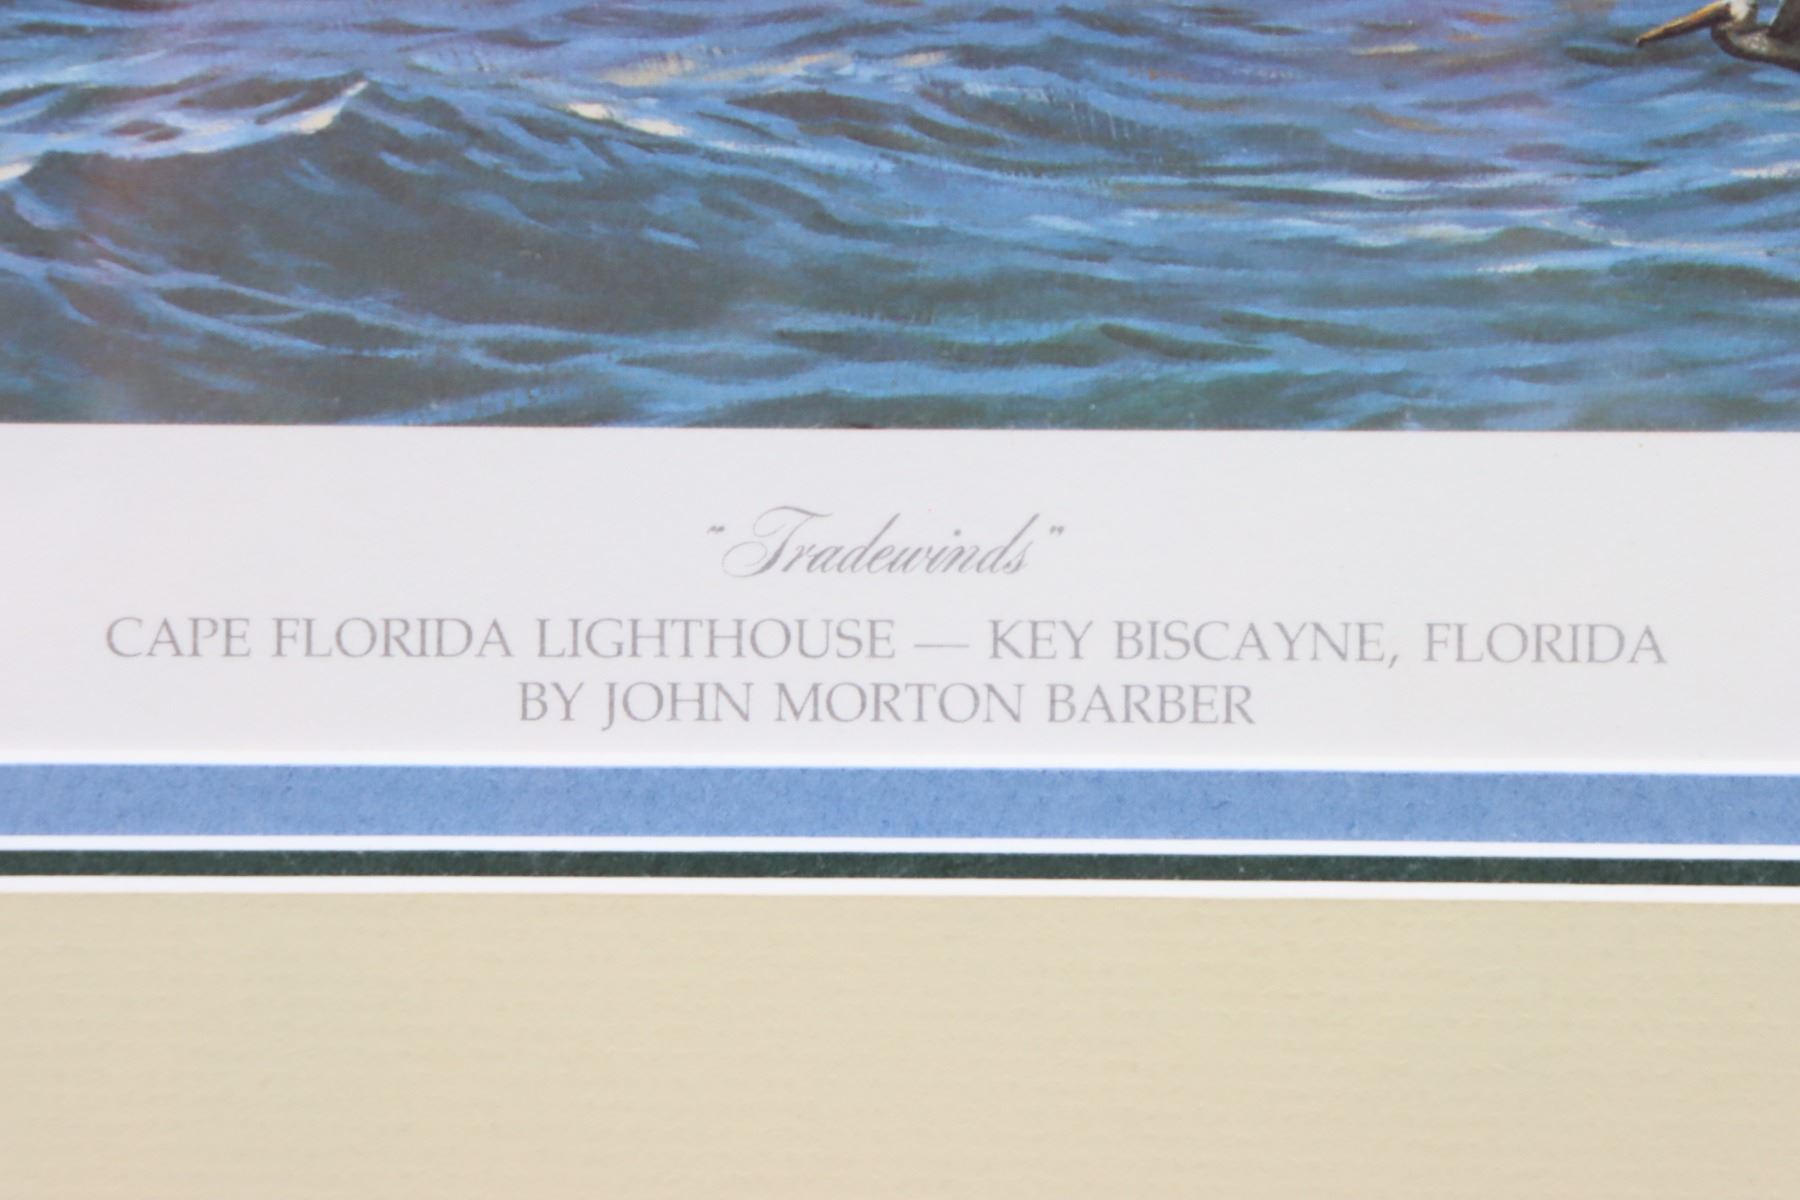 "Tradewinds"
CAPE FLORIDA LIGHTHOUSE — KEY BISCAYNE, FLORIDA
BY JOHN MORTON BARBER